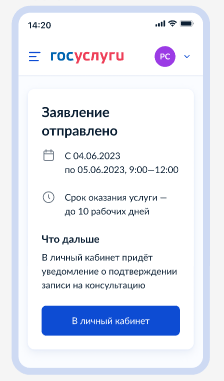 14:20
госуслуги
РС
Заявление
отправлено
С 04.06.2023
по 05.06.2023, 9:00—12:00
Срок оказания услуги —
до 10 рабочих дней
Что дальше
В личный кабинет придёт
уведомление о подтверждении
записи на консультацию
В личный кабинет